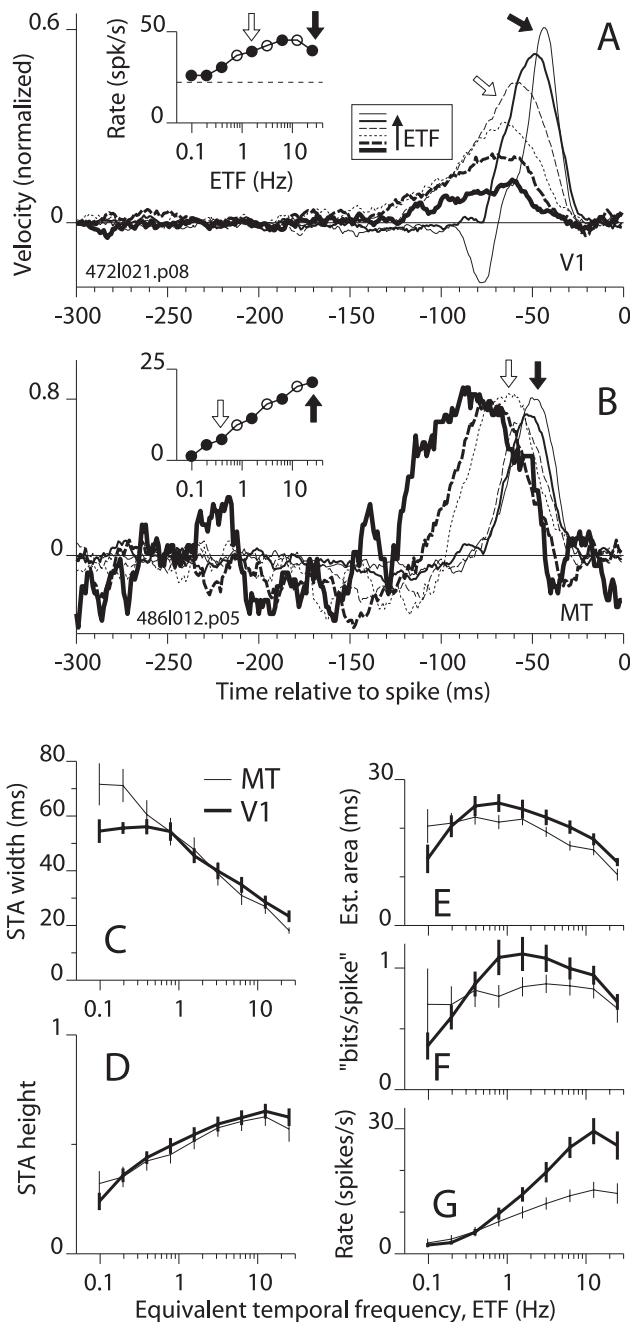 0.6
50
Rate (spk/s)
0
0.1 1 10
ETF (Hz)
ETF
A
Velocity (normalized)
0
472l021.p08
V1
-300 -250 -200 -150 -100 -50 0
25
0
0.1 1 10
B
0.8
0
486l012.p05
MT
-300 -250 -200 -150 -100 -50 0
Time relative to spike (ms)
80
60
40
20
0
STA width (ms)
MT
V1
C
0.1 1 10
1
0
STA height
D
0.1 1 10
30
0
Est. area (ms)
E
1
0
"bits/spike"
F
30
0
Rate (spikes/s)
G
0.1 1 10
Equivalent temporal frequency, ETF (Hz)